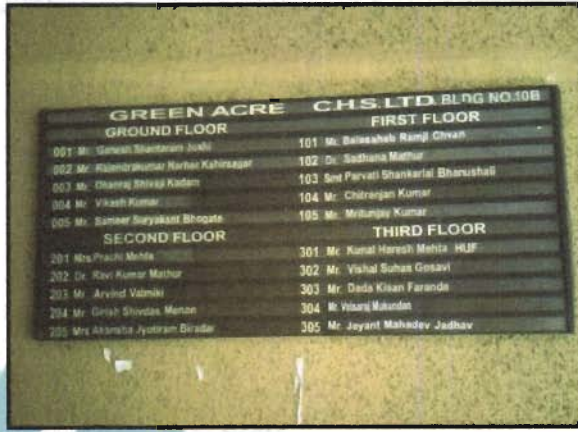 GREEN ACRE C.H.S.LTD BLDG NO.10B
GROUND FLOOR
001 Mr. Ganesh Shantaram Joshi
002 Mr. Rajendrakumar Narhar Kshirsagar
003 Mr. Dhanraj Shivaji Kadam
004 Mr. Vikash Kumar
005 Mr. Sameer Suryakant Bhogate
FIRST FLOOR
101 Mr. Balasaheb Ramji Chvan
102 Dr. Sadhana Mathur
103 Smt Parvati Shankarlal Bhanushali
104 Mr. Chitranjan Kumar
105 Mr. Mritunjay Kumar
SECOND FLOOR
201 Mrs Prachi Mehta
202 Dr. Ravi Kumar Mathur
203 Mr. Arvind Valmiki
204 Mr. Girish Shivdas Menon
205 Mrs Akansha Jyotiram Biradar
THIRD FLOOR
301 Mr. Kunal Haresh Mehta HUF
302 Mr. Vishal Suhas Gosavi
303 Mr. Dada Kisan Faranda
304 Mr. Mukundan
305 Mr. Jayant Mahadev Jadhav